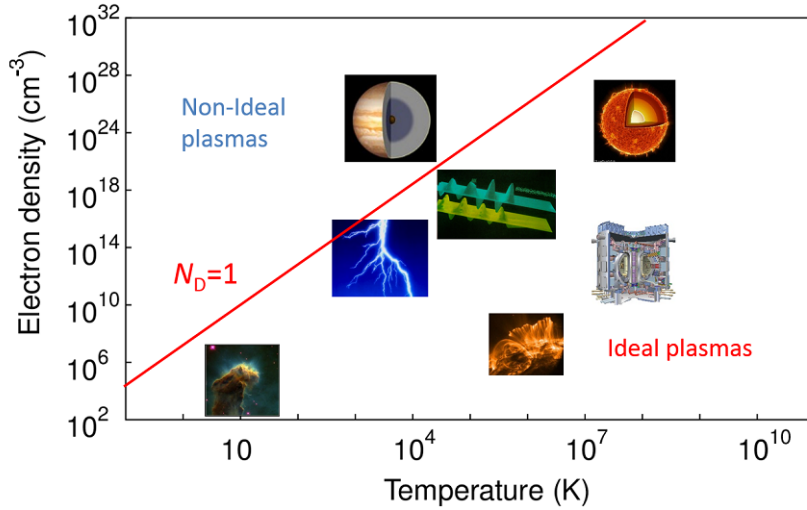 10^32
10^28
10^24
10^18
10^14
10^10
10^6
10^2
Electron density (cm^-3)
Non-Ideal
plasmas
N_D=1
Ideal plasmas
10
10^4
10^7
10^10
Temperature (K)